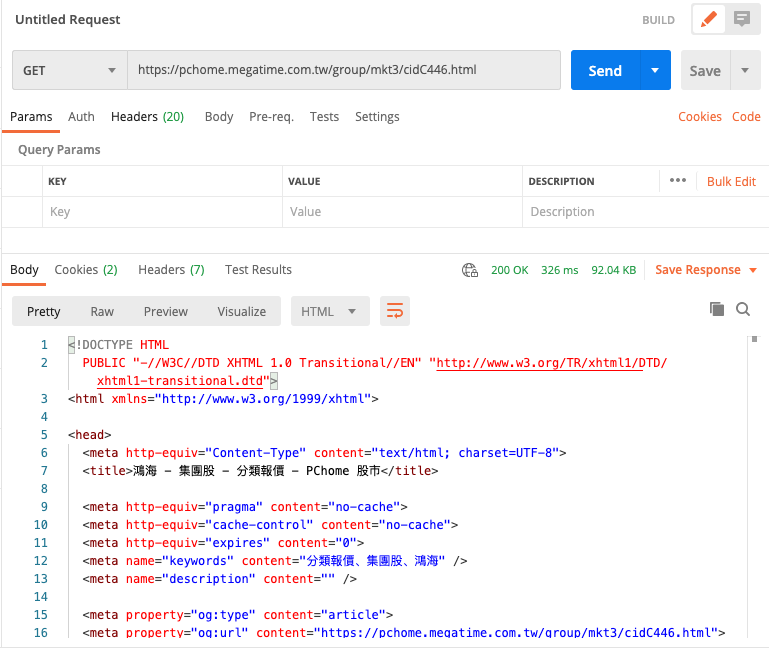 Untitled Request BUILD
GET https://pchome.megatime.com.tw/group/mkt3/cidC446.html Send Save
Params Auth Headers (20) Body Pre-req. Tests Settings Cookies Code
Query Params
KEY VALUE DESCRIPTION ••• Bulk Edit
Key Value Description
Body Cookies (2) Headers (7) Test Results 200 OK 326 ms 92.04 KB Save Response
Pretty Raw Preview Visualize HTML
1 <!DOCTYPE HTML
2 PUBLIC "-//W3C//DTD XHTML 1.0 Transitional//EN" "http://www.w3.org/TR/xhtml1/DTD/
xhtml1-transitional.dtd">
3 <html xmlns="http://www.w3.org/1999/xhtml">
4
5 <head>
6 <meta http-equiv="Content-Type" content="text/html; charset=UTF-8">
7 <title>鴻海 - 集團股 - 分類報價 - PChome 股市</title>
8
9 <meta http-equiv="pragma" content="no-cache">
10 <meta http-equiv="cache-control" content="no-cache">
11 <meta http-equiv="expires" content="0">
12 <meta name="keywords" content="分類報價、集團股、鴻海" />
13 <meta name="description" content="" />
14
15 <meta property="og:type" content="article">
16 <meta property="og:url" content="https://pchome.megatime.com.tw/group/mkt3/cidC446.html">